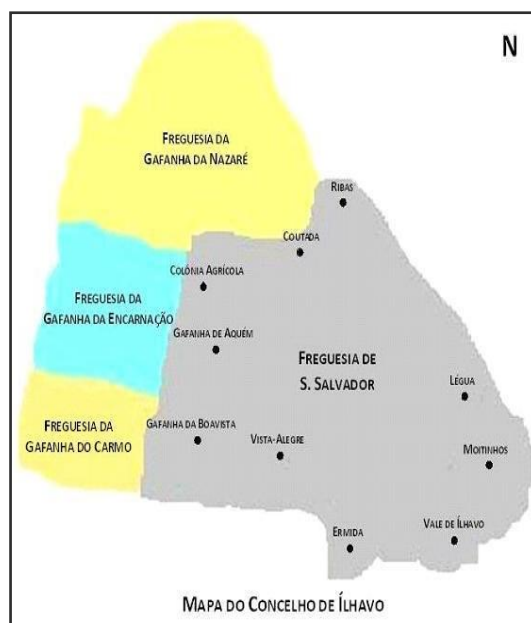 N
FREGUESIA DA
GAFANHA DA NAZARÉ
RIBAS
COUTADA
COLÓNIA AGRÍCOLA
FREGUESIA DA
GAFANHA DA ENCARNAÇÃO
GAFANHA DE AQUÉM
FREGUESIA DE
S. SALVADOR
LÉGUA
FREGUESIA DA
GAFANHA DO CARMO
GAFANHA DA BOAVISTA
VISTA-ALEGRE
MOITINHOS
ERMIDA
VALE DE ÍLHAVO
MAPA DO CONCELHO DE ÍLHAVO